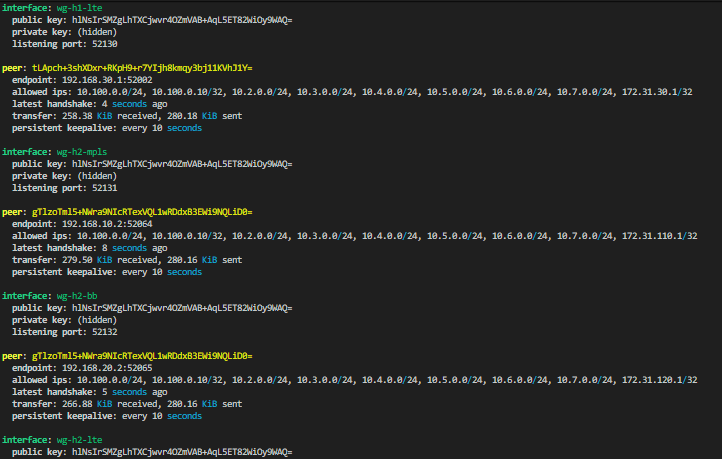 interface: wg-h1-lte
public key: hlNsIrSMZgLhTXCjwvr4OZmVAB+AqL5ET82WiOy9WAQ=
private key: (hidden)
listening port: 52130
peer: tLApch+3shXDxr+RKpH9+r7YIjh8kmqy3bj11KVhJ1Y=
endpoint: 192.168.30.1:52002
allowed ips: 10.100.0.0/24, 10.100.0.10/32, 10.2.0.0/24, 10.3.0.0/24, 10.4.0.0/24, 10.5.0.0/24, 10.6.0.0/24, 10.7.0.0/24, 172.31.30.1/32
latest handshake: 4 seconds ago
transfer: 258.38 KiB received, 280.18 KiB sent
persistent keepalive: every 10 seconds
interface: wg-h2-mpls
public key: hlNsIrSMZgLhTXCjwvr4OZmVAB+AqL5ET82WiOy9WAQ=
private key: (hidden)
listening port: 52131
peer: gTlzoTml5+NWra9NIcRTexVQL1wRDdxB3EWi9NQLiD0=
endpoint: 192.168.10.2:52064
allowed ips: 10.100.0.0/24, 10.100.0.10/32, 10.2.0.0/24, 10.3.0.0/24, 10.4.0.0/24, 10.5.0.0/24, 10.6.0.0/24, 10.7.0.0/24, 172.31.110.1/32
latest handshake: 8 seconds ago
transfer: 279.50 KiB received, 280.16 KiB sent
persistent keepalive: every 10 seconds
interface: wg-h2-bb
public key: hlNsIrSMZgLhTXCjwvr4OZmVAB+AqL5ET82WiOy9WAQ=
private key: (hidden)
listening port: 52132
peer: gTlzoTml5+NWra9NIcRTexVQL1wRDdxB3EWi9NQLiD0=
endpoint: 192.168.20.2:52065
allowed ips: 10.100.0.0/24, 10.100.0.10/32, 10.2.0.0/24, 10.3.0.0/24, 10.4.0.0/24, 10.5.0.0/24, 10.6.0.0/24, 10.7.0.0/24, 172.31.120.1/32
latest handshake: 5 seconds ago
transfer: 266.88 KiB received, 280.16 KiB sent
persistent keepalive: every 10 seconds
interface: wg-h2-lte
public key: hlNsIrSMZgLhTXCjwvr4OZmVAB+AqL5ET82WiOy9WAQ=